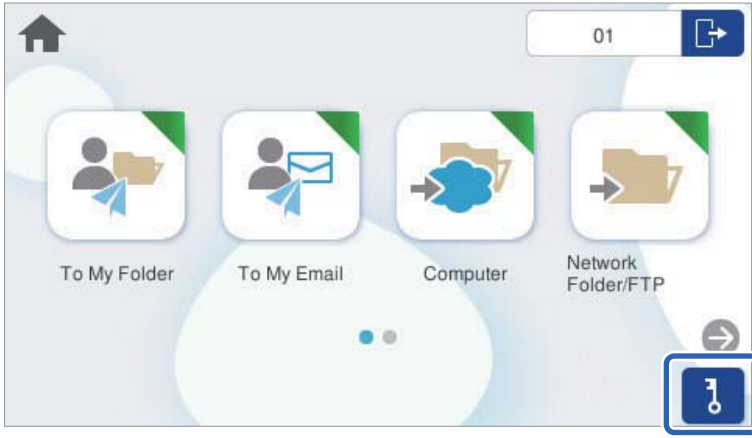 01
To My Folder
To My Email
Computer
Network
Folder/FTP